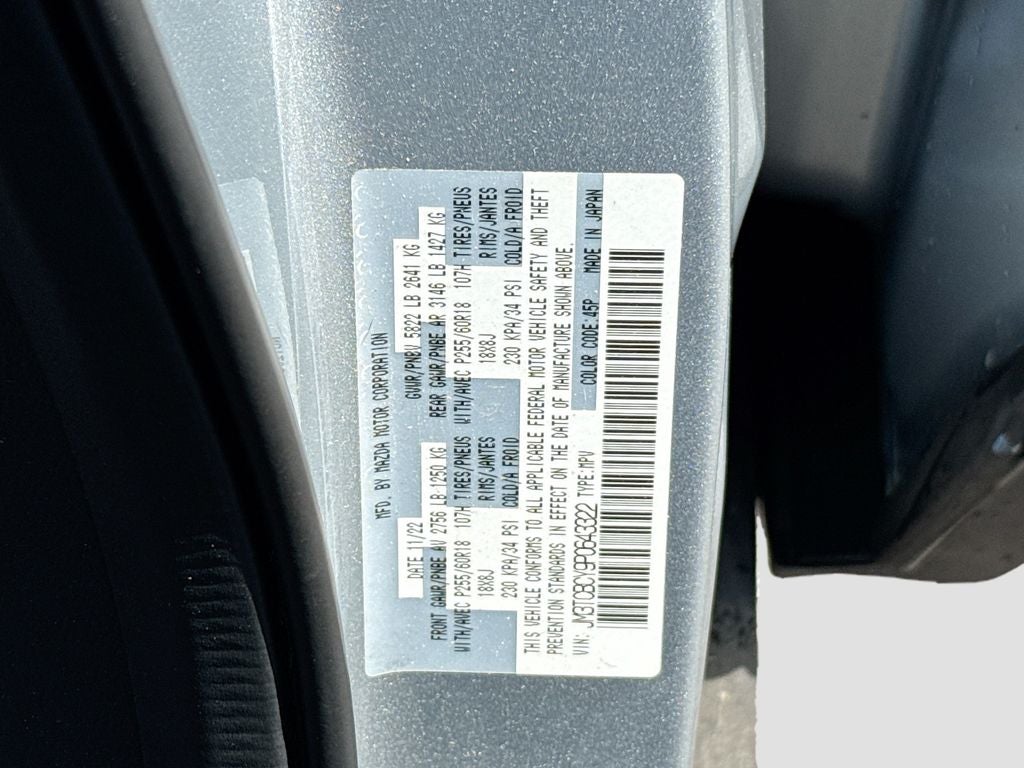 MFD. BY MAZDA MOTOR CORPORATION
DATE 11/22 GVWR/PNBV 5822 LB 2641 KG
FRONT GAWR/PNBE AV 2756 LB 1250 KG REAR GAWR/PNBE AR 3146 LB 1427 KG
WITH/AVEC P255/60R18 107H TIRES/PNEUS WITH/AVEC P255/60R18 107H TIRES/PNEUS
18X8J RIMS/JANTES 18X8J RIMS/JANTES
230 KPA/34 PSI COLD/A FROID 230 KPA/34 PSI COLD/A FROID
THIS VEHICLE CONFORMS TO ALL APPLICABLE FEDERAL MOTOR VEHICLE SAFETY AND THEFT
PREVENTION STANDARDS IN EFFECT ON THE DATE OF MANUFACTURE SHOWN ABOVE.
VIN: JM3TCBCY9P0643322 TYPE:MPV COLOR CODE:45P MADE IN JAPAN